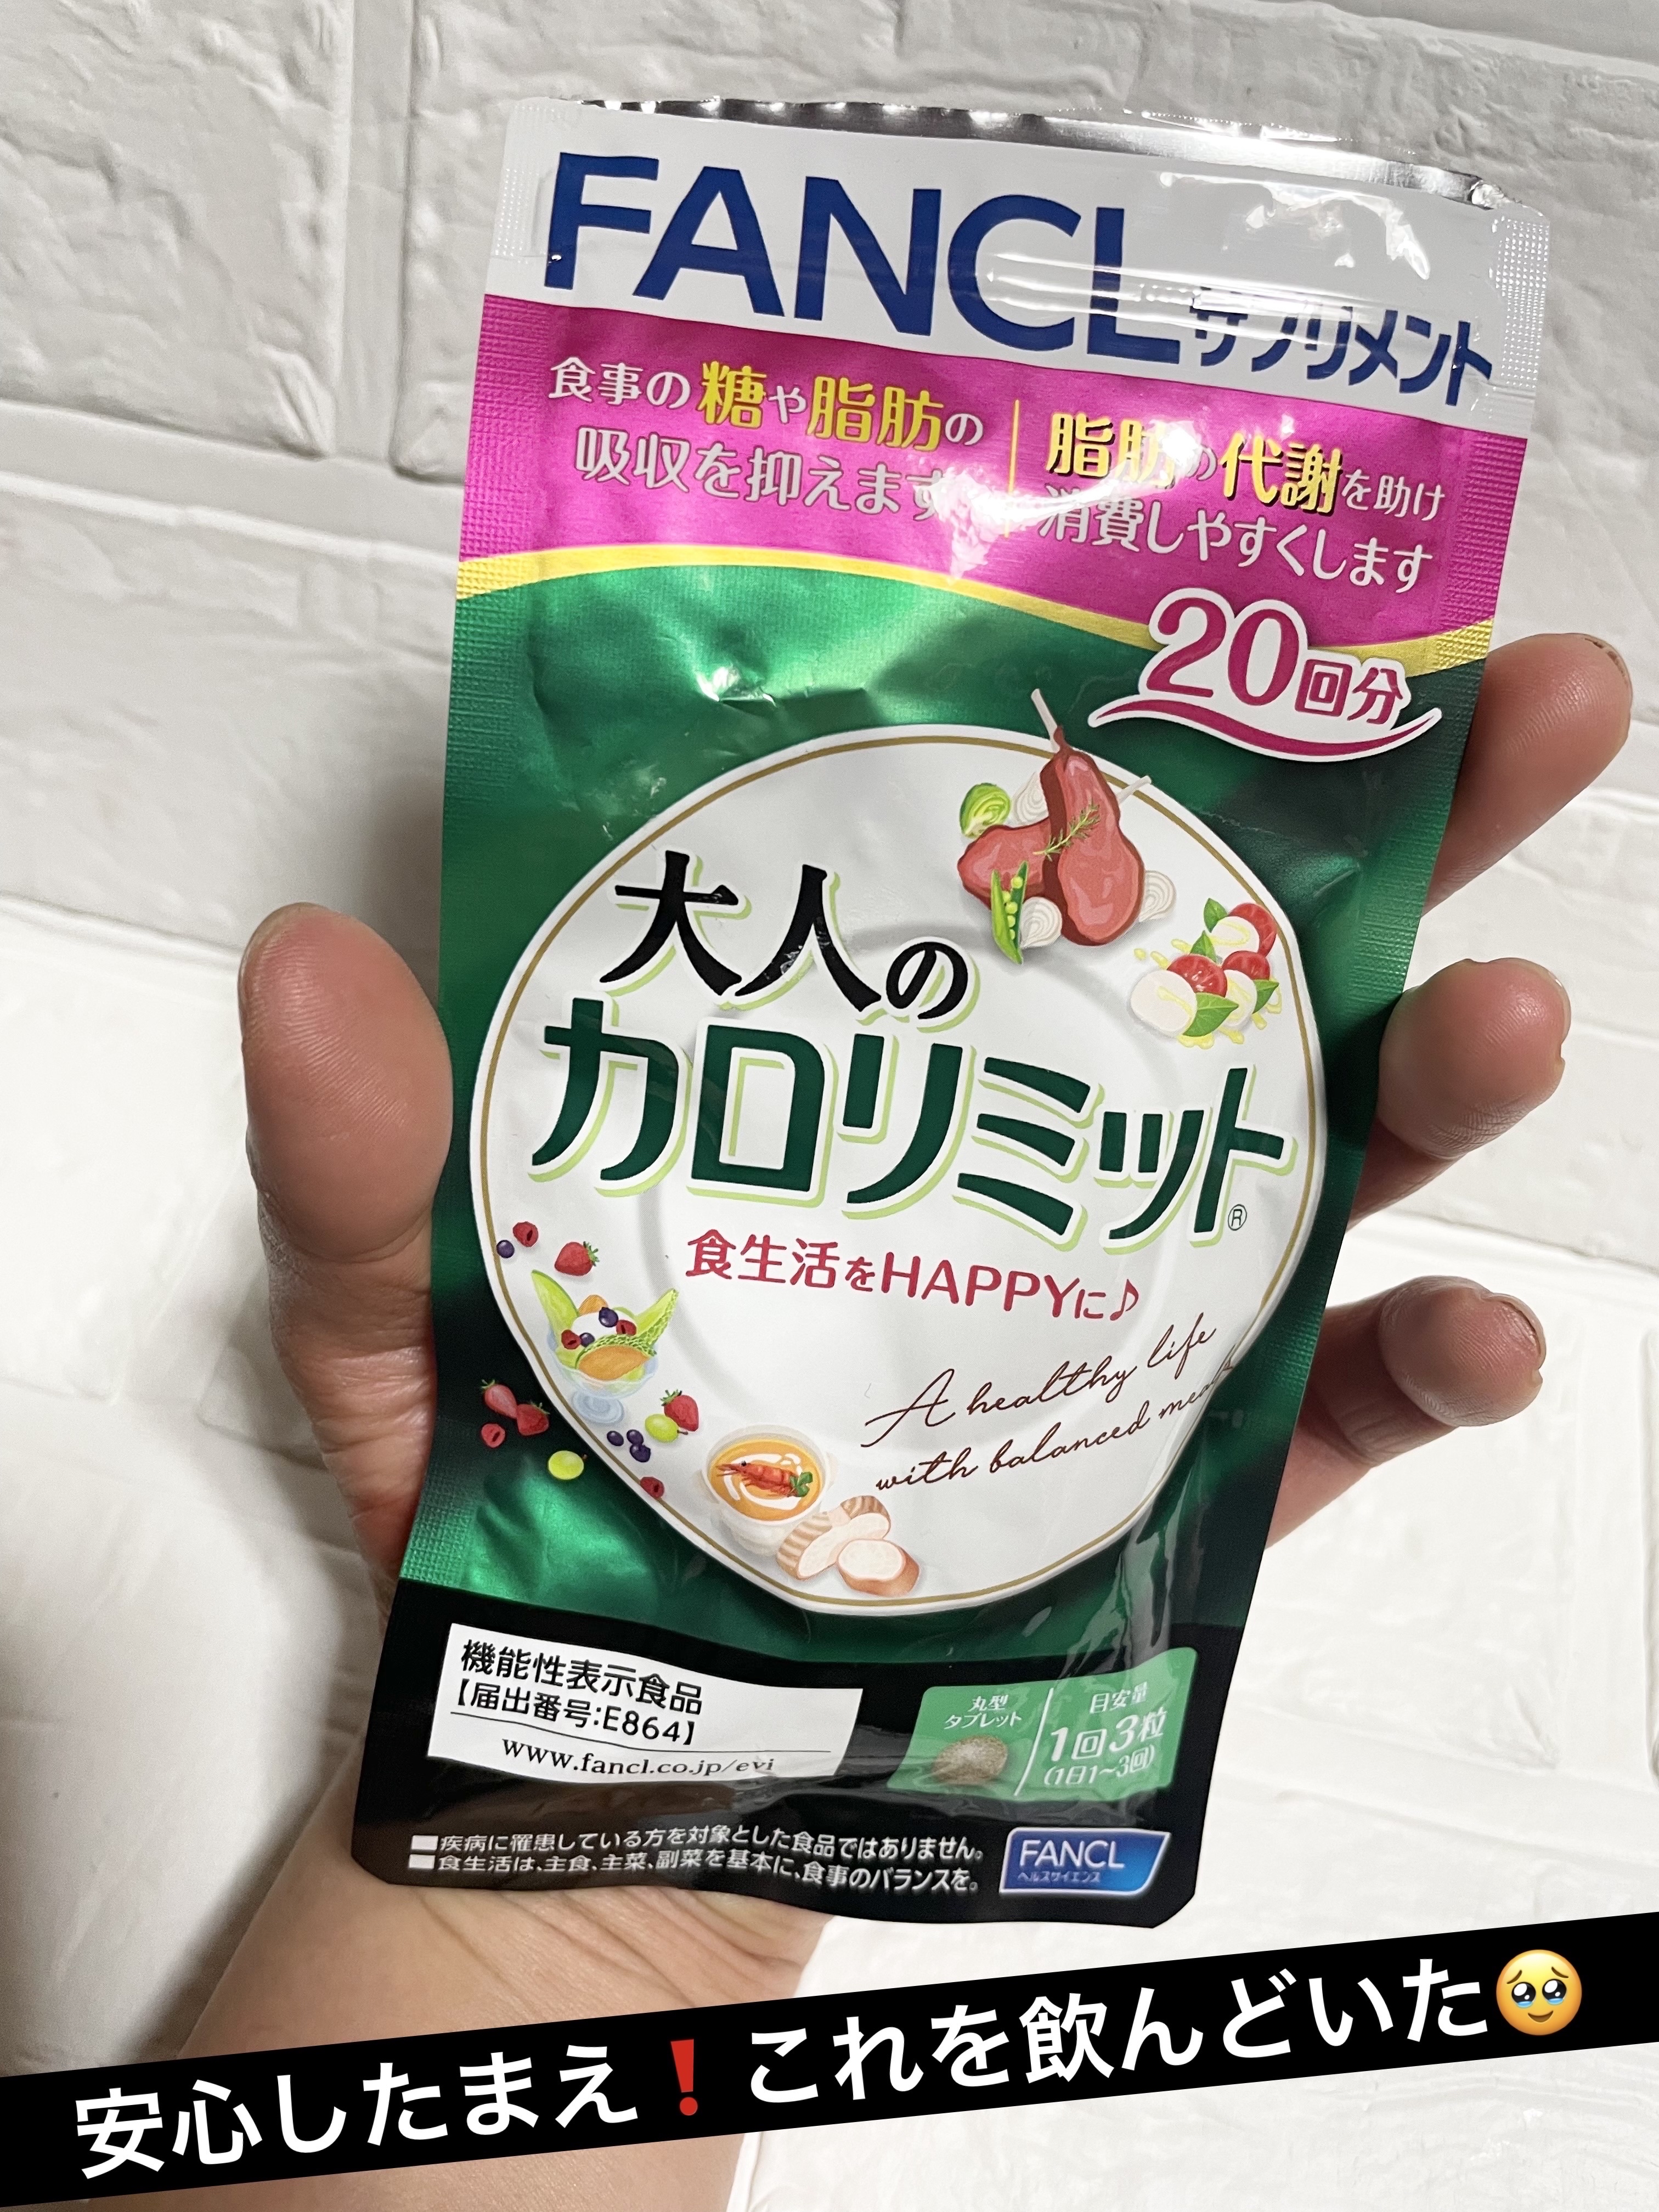 FANCLサプリメント
食事の糖や脂肪の
吸収を抑えます
脂肪の代謝を助け
消費しやすくします
20回分
大人の
カロリミット®
食生活をHAPPYに♪
A healthy life
with balanced meal
機能性表示食品
【届出番号:E864】
www.fancl.co.jp/evi
丸型
タブレット
目安量
1回3粒
(1日1~3回)
疾病に罹患している方を対象とした食品ではありません。
食生活は、主食、主菜、副菜を基本に、食事のバランスを。
FANCL
ヘルスサイエンス
安心したまえ❗これを飲んどいた🥹